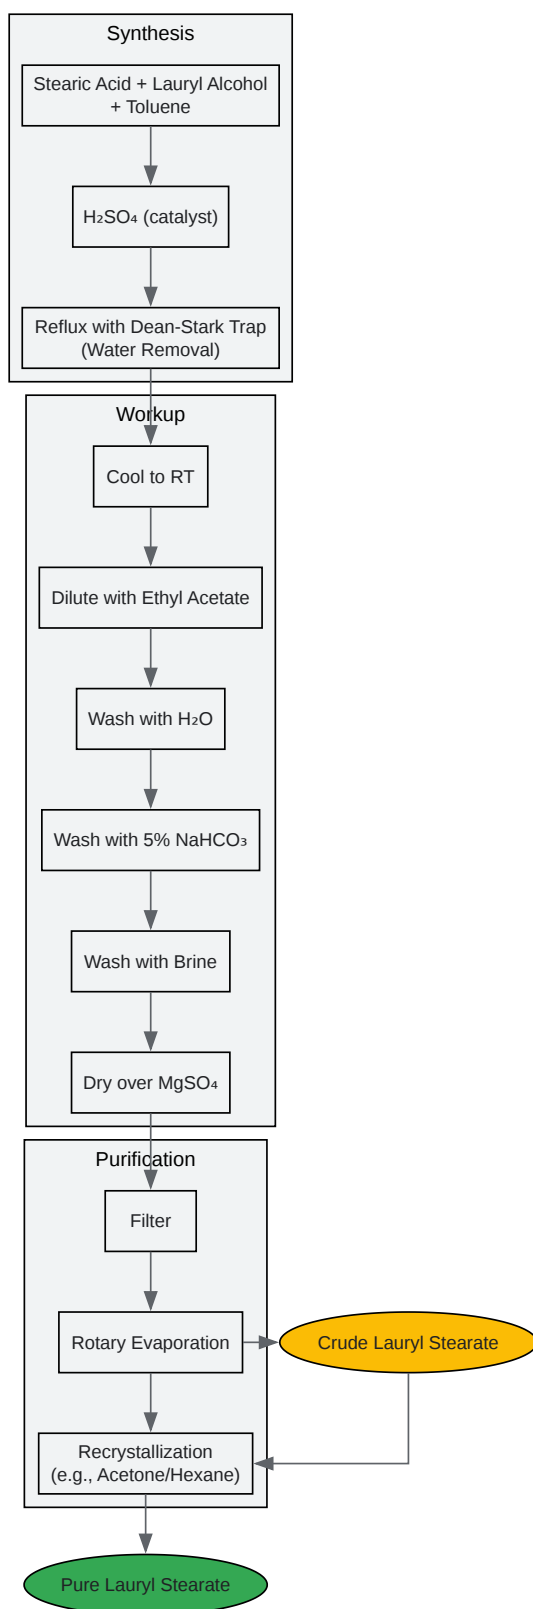 Synthesis
Stearic Acid + Lauryl Alcohol
+ Toluene
H₂SO₄ (catalyst)
Reflux with Dean-Stark Trap
(Water Removal)
Workup
Cool to RT
Dilute with Ethyl Acetate
Wash with H₂O
Wash with 5% NaHCO₃
Wash with Brine
Dry over MgSO₄
Purification
Filter
Rotary Evaporation
Crude Lauryl Stearate
Recrystallization
(e.g., Acetone/Hexane)
Pure Lauryl Stearate